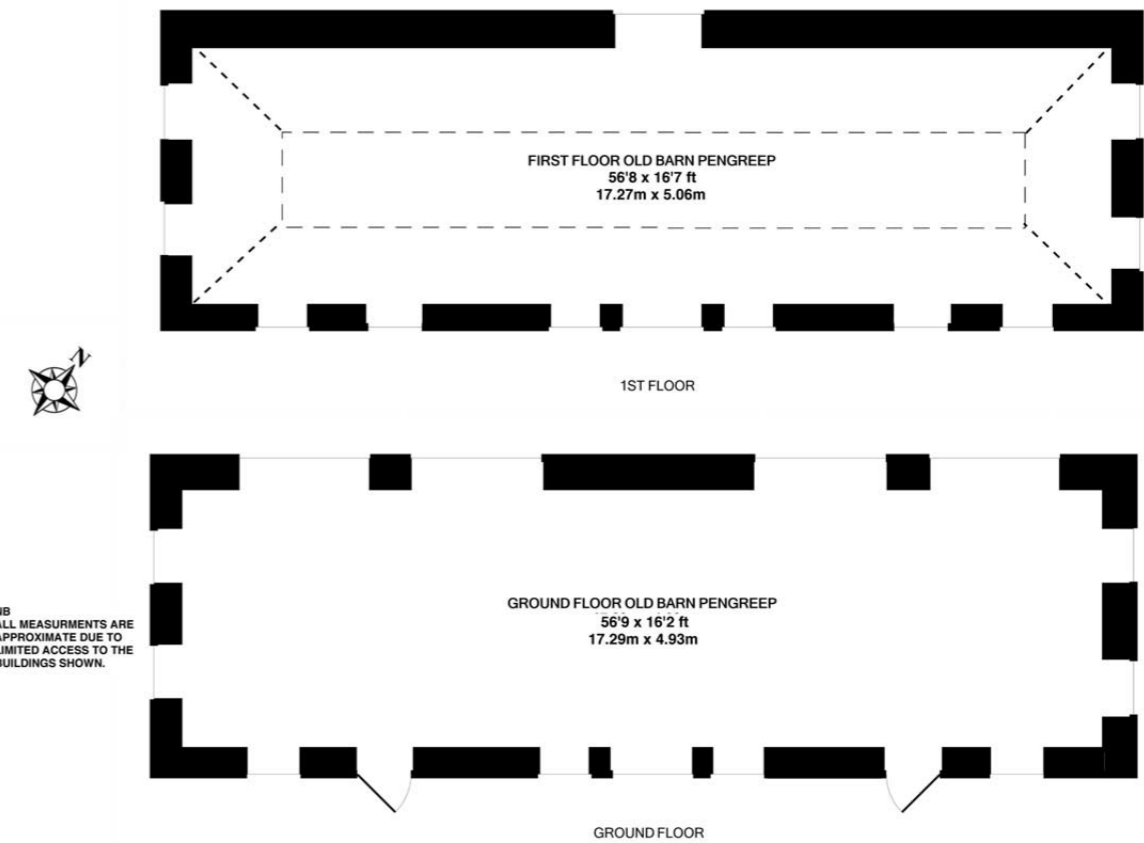 FIRST FLOOR OLD BARN PENGREEP
56'8 x 16'7 ft
17.27m x 5.06m
N
1ST FLOOR
GROUND FLOOR OLD BARN PENGREEP
56'9 x 16'2 ft
17.29m x 4.93m
NB
ALL MEASURMENTS ARE
APPROXIMATE DUE TO
LIMITED ACCESS TO THE
BUILDINGS SHOWN.
GROUND FLOOR